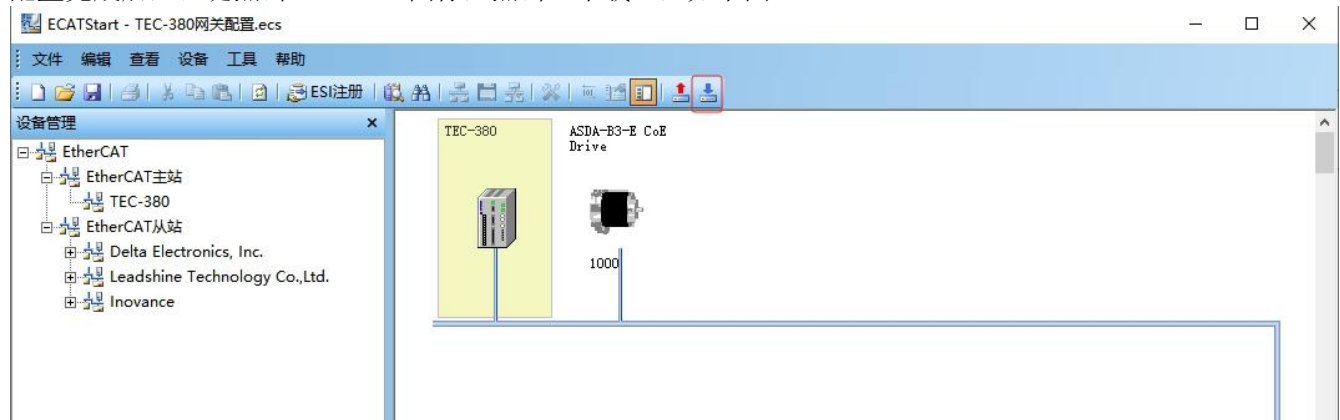 ECATStart - TEC-380网关配置.ecs
文件 编辑 查看 设备 工具 帮助
ESI注册
设备管理
EtherCAT
EtherCAT主站
TEC-380
EtherCAT从站
Delta Electronics, Inc.
Leadshine Technology Co.,Ltd.
Inovance
TEC-380
ASDA-B3-E CoE
Drive
1000